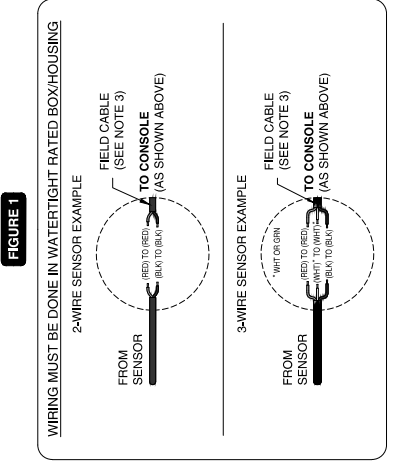 FIGURE 1
WIRING MUST BE DONE IN WATERTIGHT RATED BOX/HOUSING
2-WIRE SENSOR EXAMPLE
FROM
SENSOR
(RED) TO (RED)
(BLK) TO (BLK)
FIELD CABLE
(SEE NOTE 3)
TO CONSOLE
(AS SHOWN ABOVE)
3-WIRE SENSOR EXAMPLE
FROM
SENSOR
* WHT OR GRN
(RED) TO (RED)
(WHT)* TO (WHT)*
(BLK) TO (BLK)
FIELD CABLE
(SEE NOTE 3)
TO CONSOLE
(AS SHOWN ABOVE)